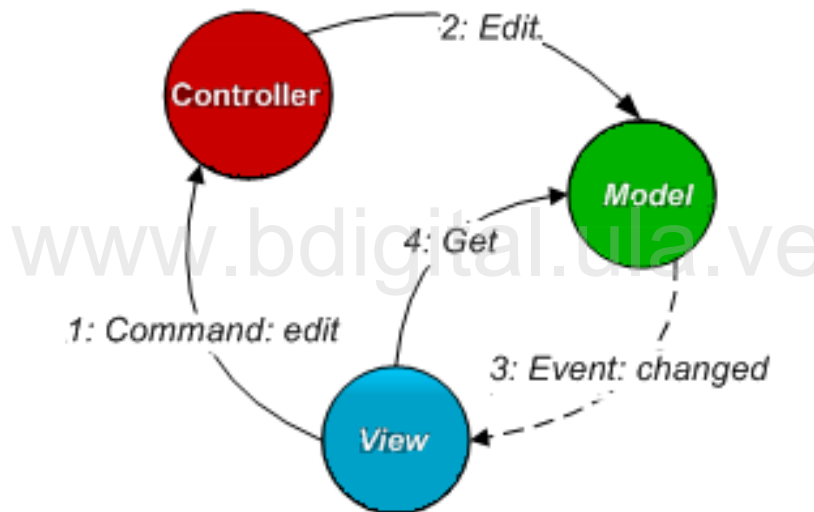 2: Edit.
Controller
Model
4: Get
www.bdigital.ula.ve
1: Command: edit
3: Event: changed
View